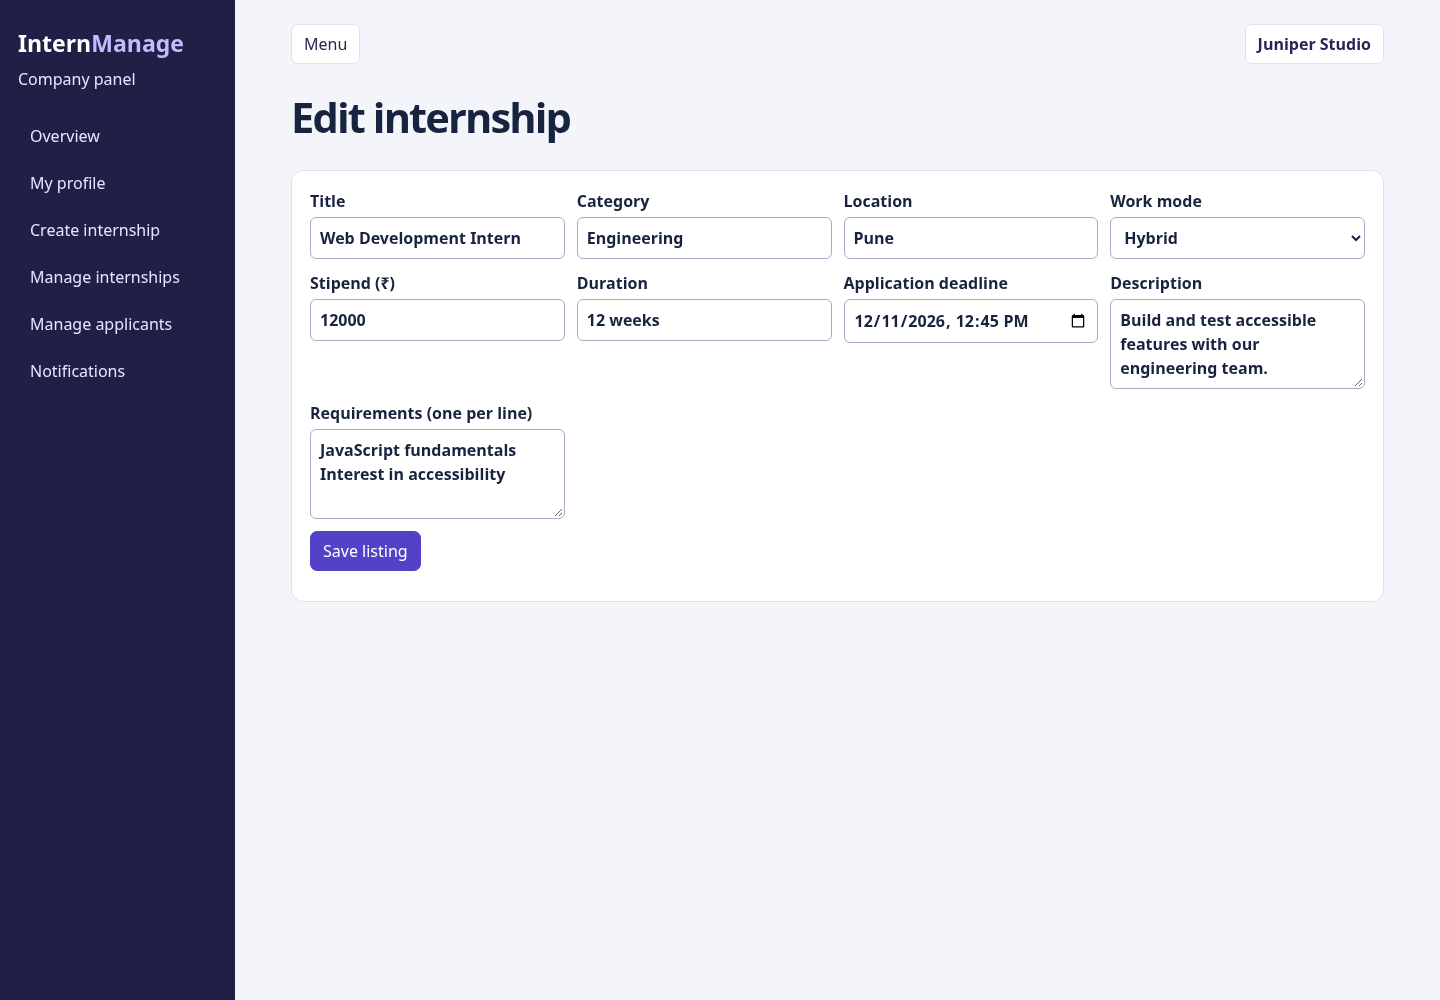 InternManage
Company panel
Overview
My profile
Create internship
Manage internships
Manage applicants
Notifications
Menu
Juniper Studio
Edit internship
Title
Web Development Intern
Category
Engineering
Location
Pune
Work mode
Hybrid
Stipend (₹)
12000
Duration
12 weeks
Application deadline
12/11/2026, 12:45 PM
Description
Build and test accessible
features with our
engineering team.
Requirements (one per line)
JavaScript fundamentals
Interest in accessibility
Save listing